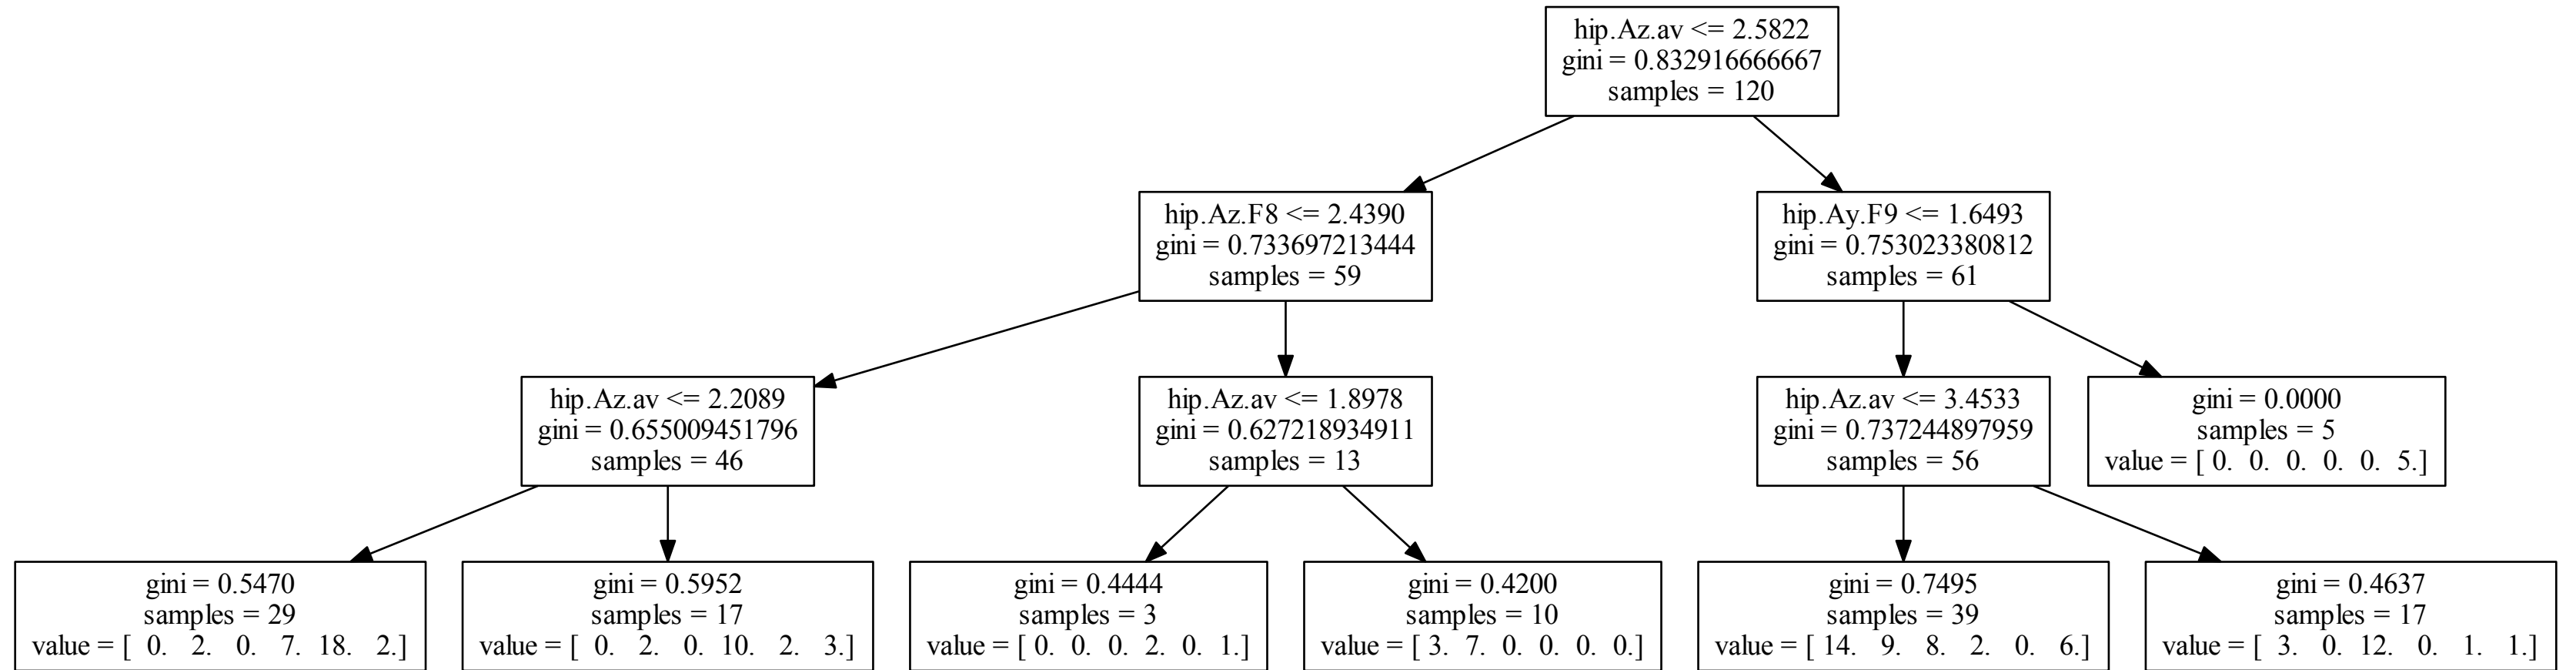 hip.Az.av <= 2.5822
gini = 0.832916666667
samples = 120
hip.Az.F8 <= 2.4390
gini = 0.733697213444
samples = 59
hip.Ay.F9 <= 1.6493
gini = 0.753023380812
samples = 61
hip.Az.av <= 2.2089
gini = 0.655009451796
samples = 46
hip.Az.av <= 1.8978
gini = 0.627218934911
samples = 13
hip.Az.av <= 3.4533
gini = 0.737244897959
samples = 56
gini = 0.0000
samples = 5
value = [ 0. 0. 0. 0. 0. 5.]
gini = 0.5470
samples = 29
value = [ 0. 2. 0. 7. 18. 2.]
gini = 0.5952
samples = 17
value = [ 0. 2. 0. 10. 2. 3.]
gini = 0.4444
samples = 3
value = [ 0. 0. 0. 2. 0. 1.]
gini = 0.4200
samples = 10
value = [ 3. 7. 0. 0. 0. 0.]
gini = 0.7495
samples = 39
value = [ 14. 9. 8. 2. 0. 6.]
gini = 0.4637
samples = 17
value = [ 3. 0. 12. 0. 1. 1.]